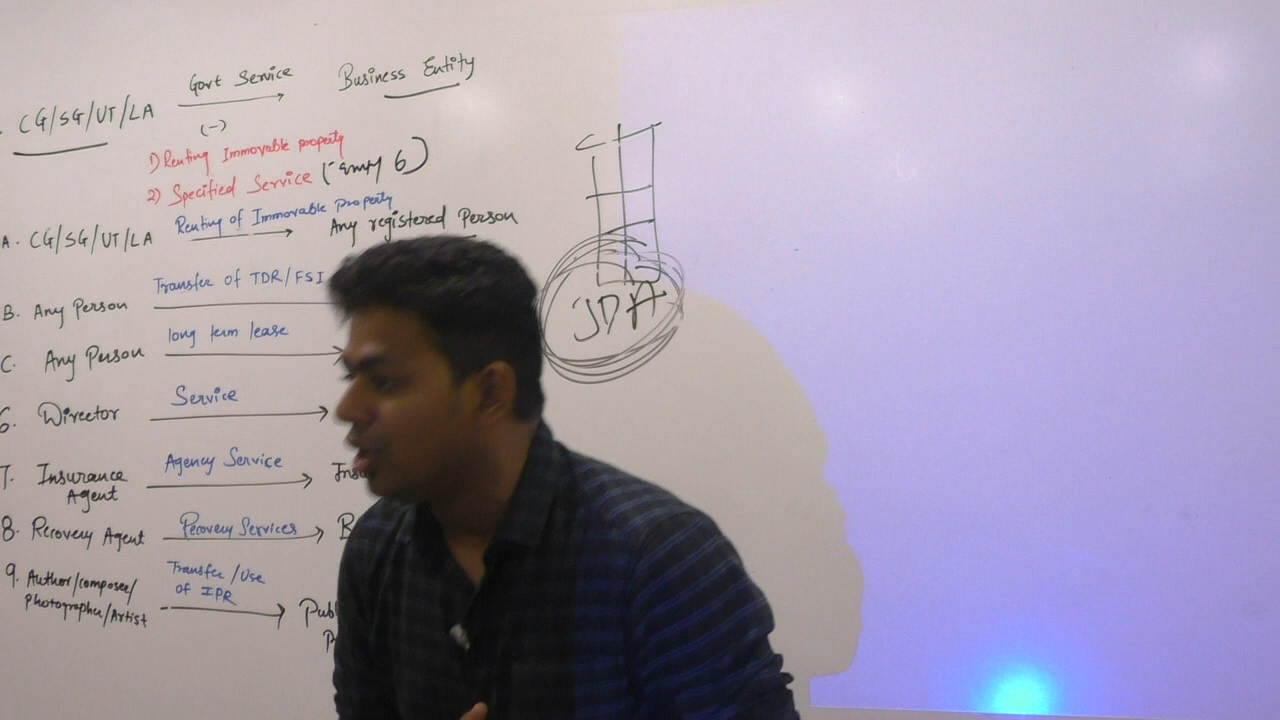 CG/SG/UT/LA Govt Service Business Entity
(-)
1) Renting Immovable property
2) Specified Service
A. CG/SG/UT/LA Renting of Immovable Property Any registered Person
B. Any Person Transfer of TDR/FSI
C. Any Person long term lease
6. Director Service
7. Insurance Agent Agency Service
8. Recovery Agent Recovery Services B
9. Author/composer/ Transfer/Use
photographer/Artist of IPR
JDA